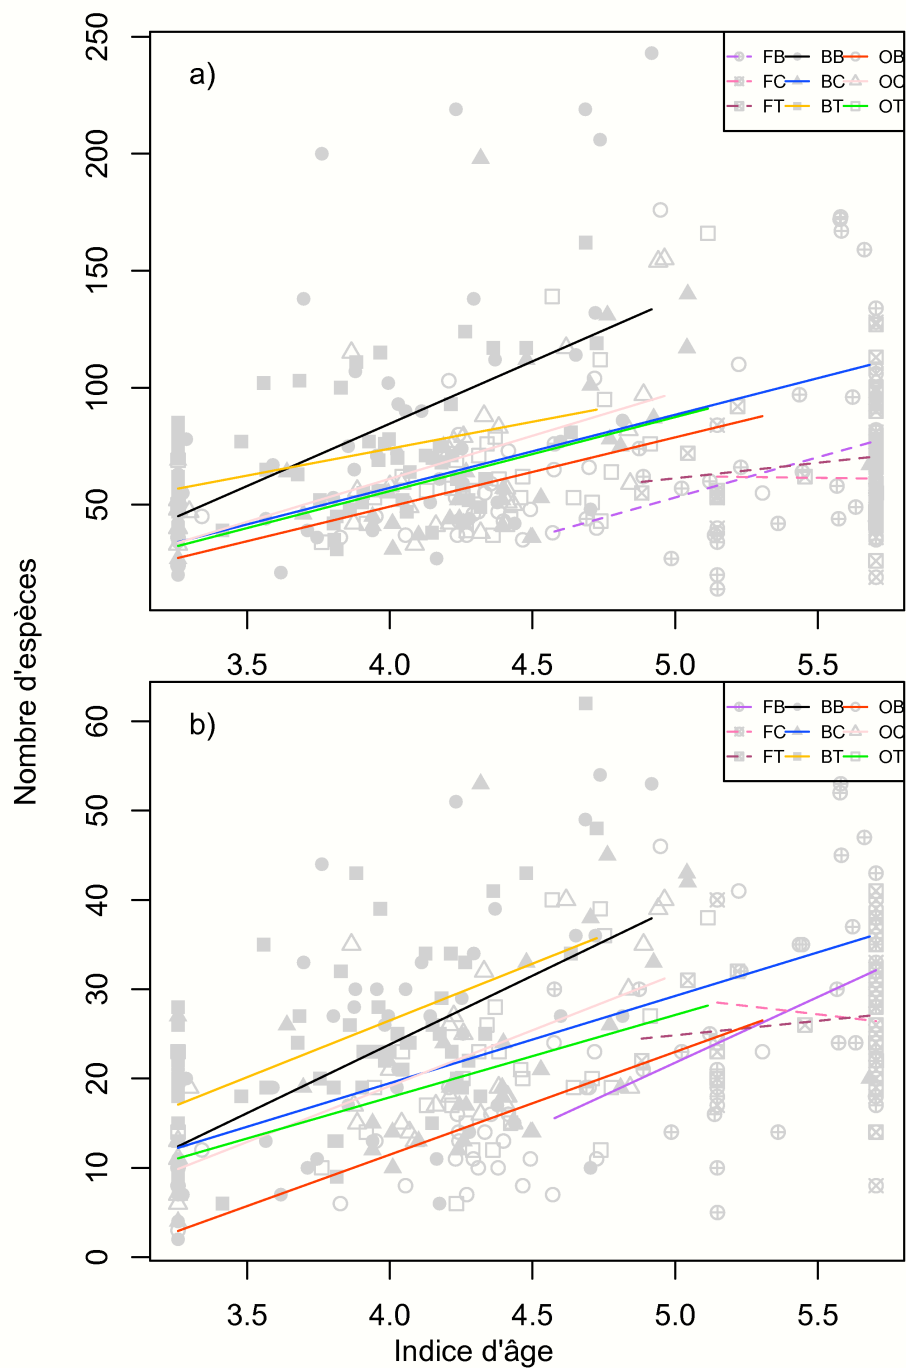 Nombre d'espèces
a)
FB BB OB
FC BC OC
FT BT OT
250
200
150
100
50
3.5 4.0 4.5 5.0 5.5
b)
FB BB OB
FC BC OC
FT BT OT
60
50
40
30
20
10
0
3.5 4.0 4.5 5.0 5.5
Indice d'âge